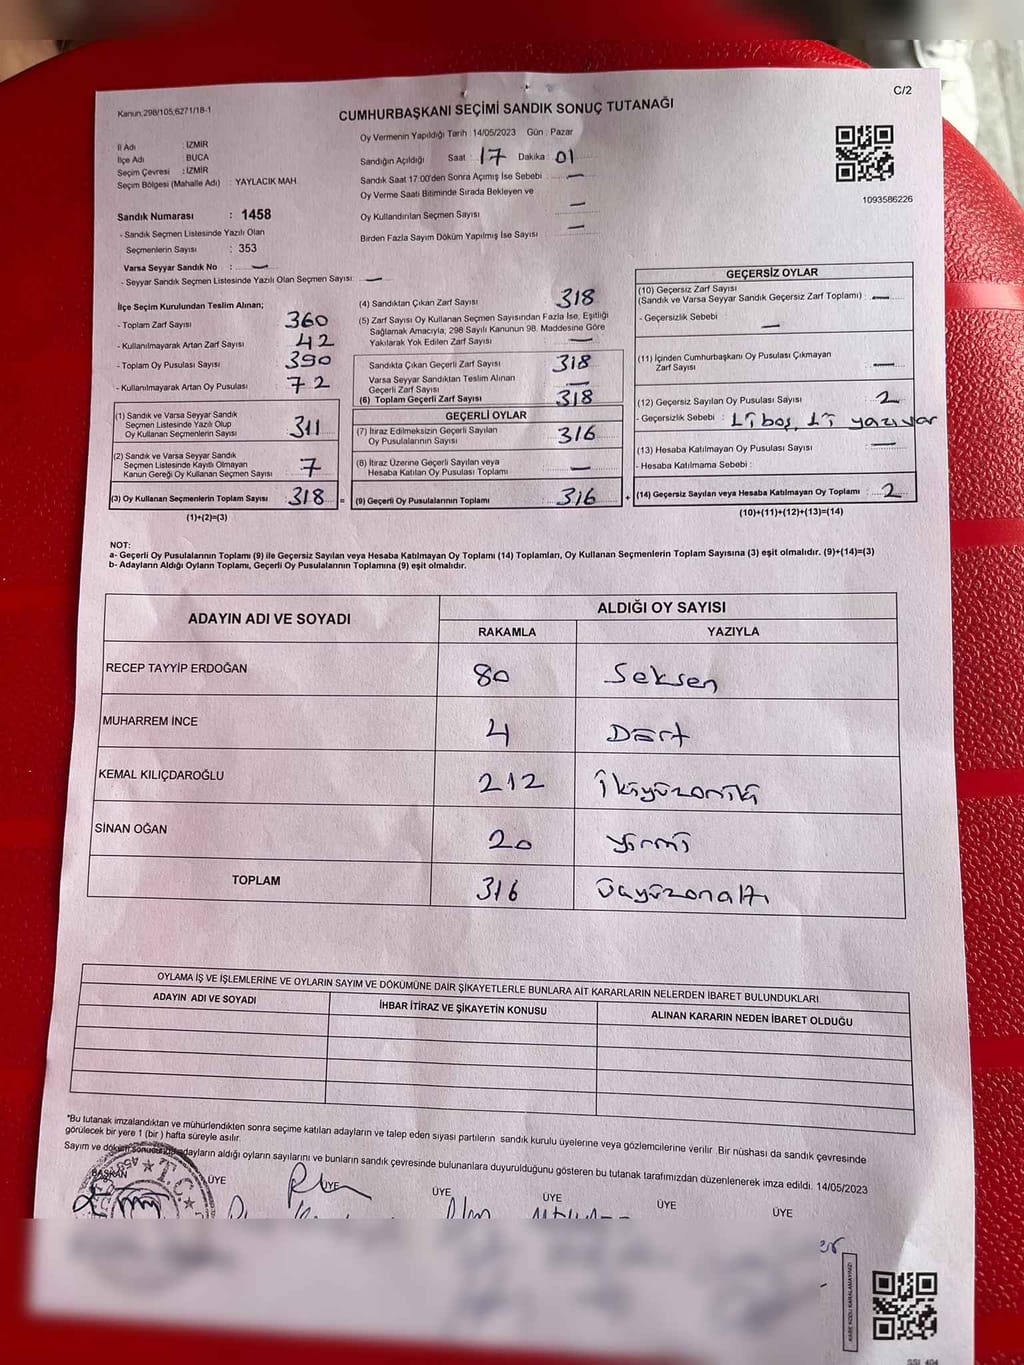 C/2
Kanun;298/105,6271/18-1
CUMHURBAŞKANI SEÇİMİ SANDIK SONUÇ TUTANAĞI
İl Adı : İZMİR
İlçe Adı : BUCA
Seçim Çevresi : İZMİR
Seçim Bölgesi (Mahalle Adı) : YAYLACIK MAH.
Sandık Numarası : 1458
- Sandık Seçmen Listesinde Yazılı Olan
Seçmenlerin Sayısı : 353
Varsa Seyyar Sandık No : —
- Seyyar Sandık Seçmen Listesinde Yazılı Olan Seçmen Sayısı: —
Oy Vermenin Yapıldığı Tarih : 14/05/2023 Gün : Pazar
Sandığın Açıldığı Saat : 17 Dakika : 01
Sandık Saat 17:00'den Sonra Açımış İse Sebebi : —
Oy Verme Saati Bitiminde Sırada Bekleyen ve
Oy Kullandırılan Seçmen Sayısı —
Birden Fazla Sayım Döküm Yapılmış İse Sayısı —
1093586226
İlçe Seçim Kurulundan Teslim Alınan;
- Toplam Zarf Sayısı 360
- Kullanılmayarak Artan Zarf Sayısı 42
- Toplam Oy Pusulası Sayısı 390
- Kullanılmayarak Artan Oy Pusulası 72
(1) Sandık ve Varsa Seyyar Sandık
Seçmen Listesinde Yazılı Olup
Oy Kullanan Seçmenlerin Sayısı 311
(2) Sandık ve Varsa Seyyar Sandık
Seçmen Listesinde Kayıtlı Olmayan
Kanun Gereği Oy Kullanan Seçmen Sayısı 7
(3) Oy Kullanan Seçmenlerin Toplam Sayısı 318 =
(1)+(2)=(3)
(4) Sandıktan Çıkan Zarf Sayısı 318
(5) Zarf Sayısı Oy Kullanan Seçmen Sayısından Fazla İse, Eşitliği
Sağlamak Amacıyla; 298 Sayılı Kanunun 98. Maddesine Göre
Yakılarak Yok Edilen Zarf Sayısı —
Sandıkta Çıkan Geçerli Zarf Sayısı 318
Varsa Seyyar Sandıktan Teslim Alınan
Geçerli Zarf Sayısı —
(6) Toplam Geçerli Zarf Sayısı 318
GEÇERLİ OYLAR
(7) İtiraz Edilmeksizin Geçerli Sayılan
Oy Pusulalarının Sayısı 316
(8) İtiraz Üzerine Geçerli Sayılan veya
Hesaba Katılan Oy Pusulası Toplamı —
(9) Geçerli Oy Pusulalarının Toplamı 316 +
GEÇERSİZ OYLAR
(10) Geçersiz Zarf Sayısı
(Sandık ve Varsa Seyyar Sandık Geçersiz Zarf Toplamı) : —
- Geçersizlik Sebebi : —
(11) İçinden Cumhurbaşkanı Oy Pusulası Çıkmayan
Zarf Sayısı —
(12) Geçersiz Sayılan Oy Pusulası Sayısı 2
- Geçersizlik Sebebi : 1'i boş, 1'i yazıvar
(13) Hesaba Katılmayan Oy Pusulası Sayısı —
- Hesaba Katılmama Sebebi :
(14) Geçersiz Sayılan veya Hesaba Katılmayan Oy Toplamı : 2
(10)+(11)+(12)+(13)=(14)
NOT:
a- Geçerli Oy Pusulalarının Toplamı (9) ile Geçersiz Sayılan veya Hesaba Katılmayan Oy Toplamı (14) Toplamları, Oy Kullanan Seçmenlerin Toplam Sayısına (3) eşit olmalıdır. (9)+(14)=(3)
b- Adayların Aldığı Oyların Toplamı, Geçerli Oy Pusulalarının Toplamına (9) eşit olmalıdır.
ADAYIN ADI VE SOYADI
ALDIĞI OY SAYISI
RAKAMLA YAZIYLA
RECEP TAYYİP ERDOĞAN 80 Seksen
MUHARREM İNCE 4 Dört
KEMAL KILIÇDAROĞLU 212 İkiyüzoniki
SİNAN OĞAN 20 yirmi
TOPLAM 316 üçyüzonaltı
OYLAMA İŞ VE İŞLEMLERİNE VE OYLARIN SAYIM VE DÖKÜMÜNE DAİR ŞİKAYETLERLE BUNLARA AİT KARARLARIN NELERDEN İBARET BULUNDUKLARI
ADAYIN ADI VE SOYADI İHBAR İTİRAZ VE ŞİKAYETİN KONUSU ALINAN KARARIN NEDEN İBARET OLDUĞU
*Bu tutanak imzalandıktan ve mühürlendikten sonra seçime katılan adayların ve talep eden siyasi partilerin sandık kurulu üyelerine veya gözlemcilerine verilir. Bir nüshası da sandık çevresinde
görülecek bir yere 1 (bir) hafta süreyle asılır.
Sayım ve döküm sonucunda adayların aldığı oyların sayılarını ve bunların sandık çevresinde bulunanlara duyurulduğunu gösteren bu tutanak tarafımızdan düzenlenerek imza edildi. 14/05/2023
BAŞKAN ÜYE ÜYE ÜYE ÜYE ÜYE ÜYE
T.C.